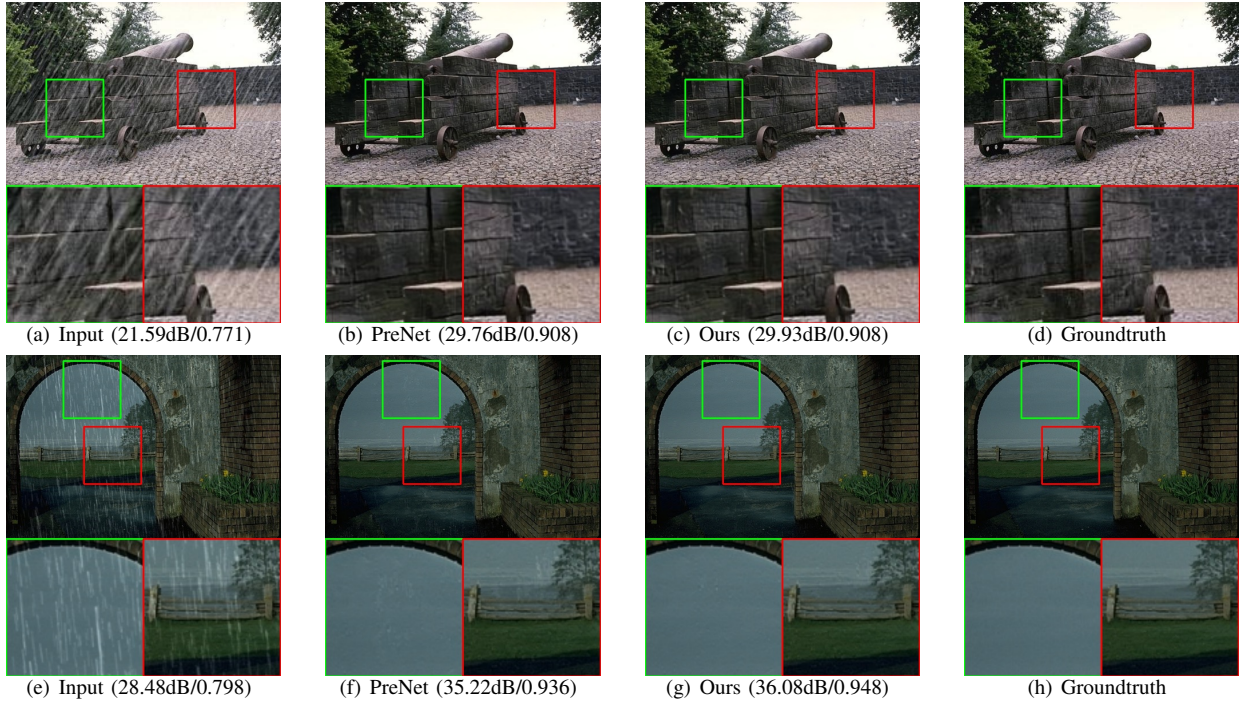 (a) Input (21.59dB/0.771)
(b) PreNet (29.76dB/0.908)
(c) Ours (29.93dB/0.908)
(d) Groundtruth
(e) Input (28.48dB/0.798)
(f) PreNet (35.22dB/0.936)
(g) Ours (36.08dB/0.948)
(h) Groundtruth